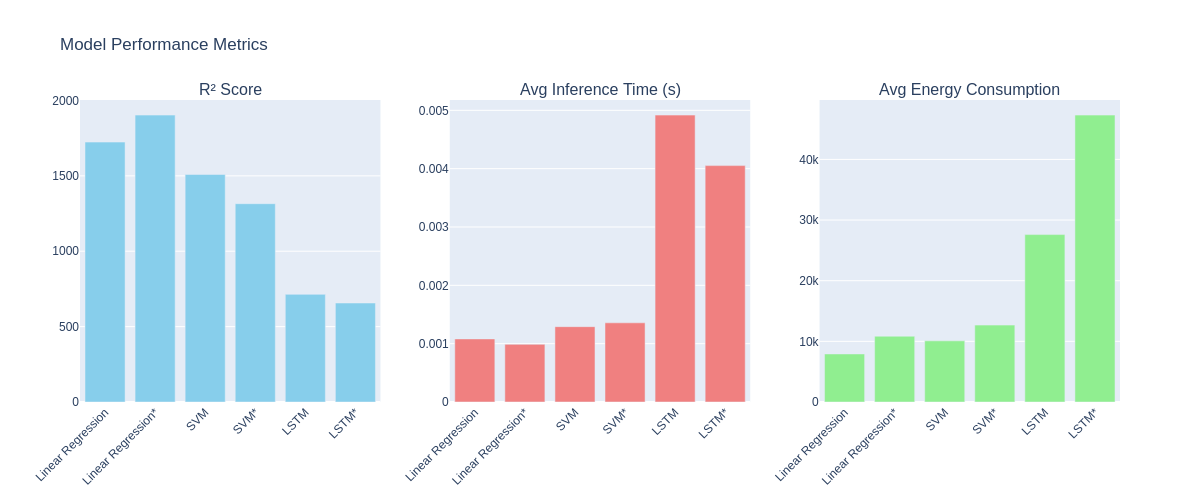 Model Performance Metrics
R² Score
2000
1500
1000
500
0
Linear Regression
Linear Regression*
SVM
SVM*
LSTM
LSTM*
Avg Inference Time (s)
0.005
0.004
0.003
0.002
0.001
0
Linear Regression
Linear Regression*
SVM
SVM*
LSTM
LSTM*
Avg Energy Consumption
40k
30k
20k
10k
0
Linear Regression
Linear Regression*
SVM
SVM*
LSTM
LSTM*